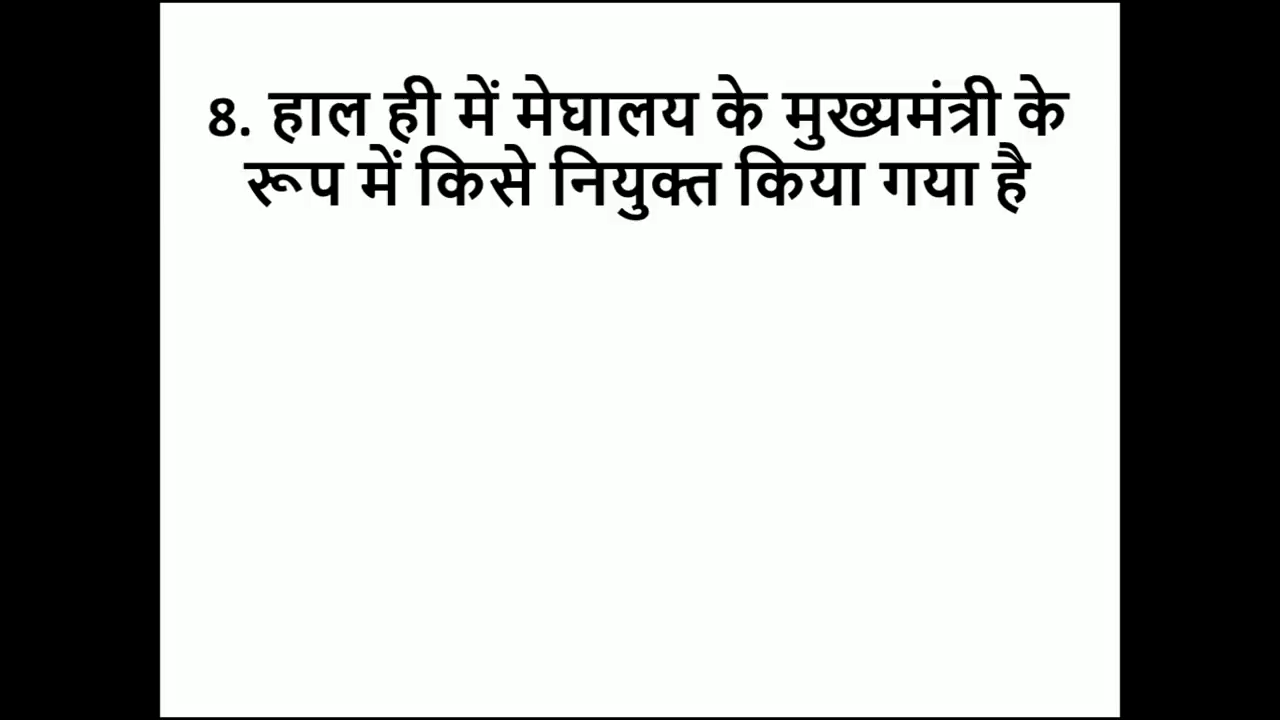 8. हाल ही में मेघालय के मुख्यमंत्री के
रूप में किसे नियुक्त किया गया है